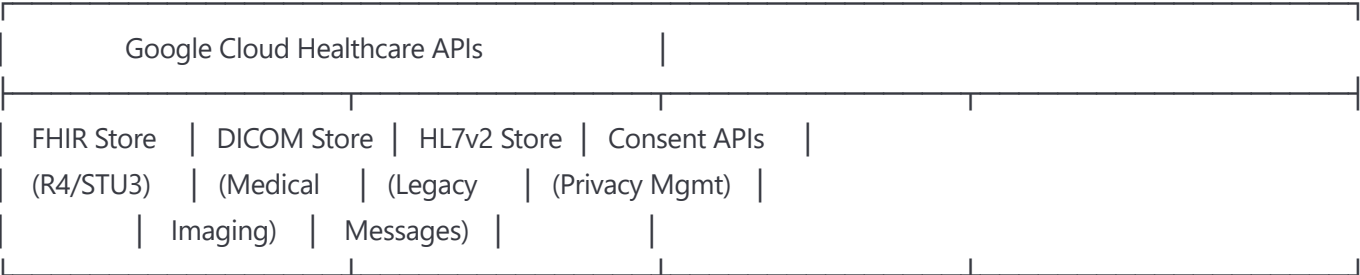 Google Cloud Healthcare APIs
FHIR Store │ DICOM Store │ HL7v2 Store │ Consent APIs
(R4/STU3) │ (Medical │ (Legacy │ (Privacy Mgmt)
Imaging) │ Messages)